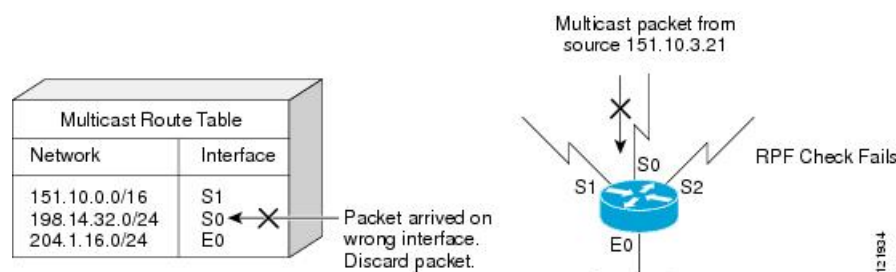 Multicast packet from
source 151.10.3.21
Multicast Route Table
Network Interface
151.10.0.0/16 S1
198.14.32.0/24 S0
204.1.16.0/24 E0
Packet arrived on
wrong interface.
Discard packet.
RPF Check Fails
S0
S1 S2
E0
21934